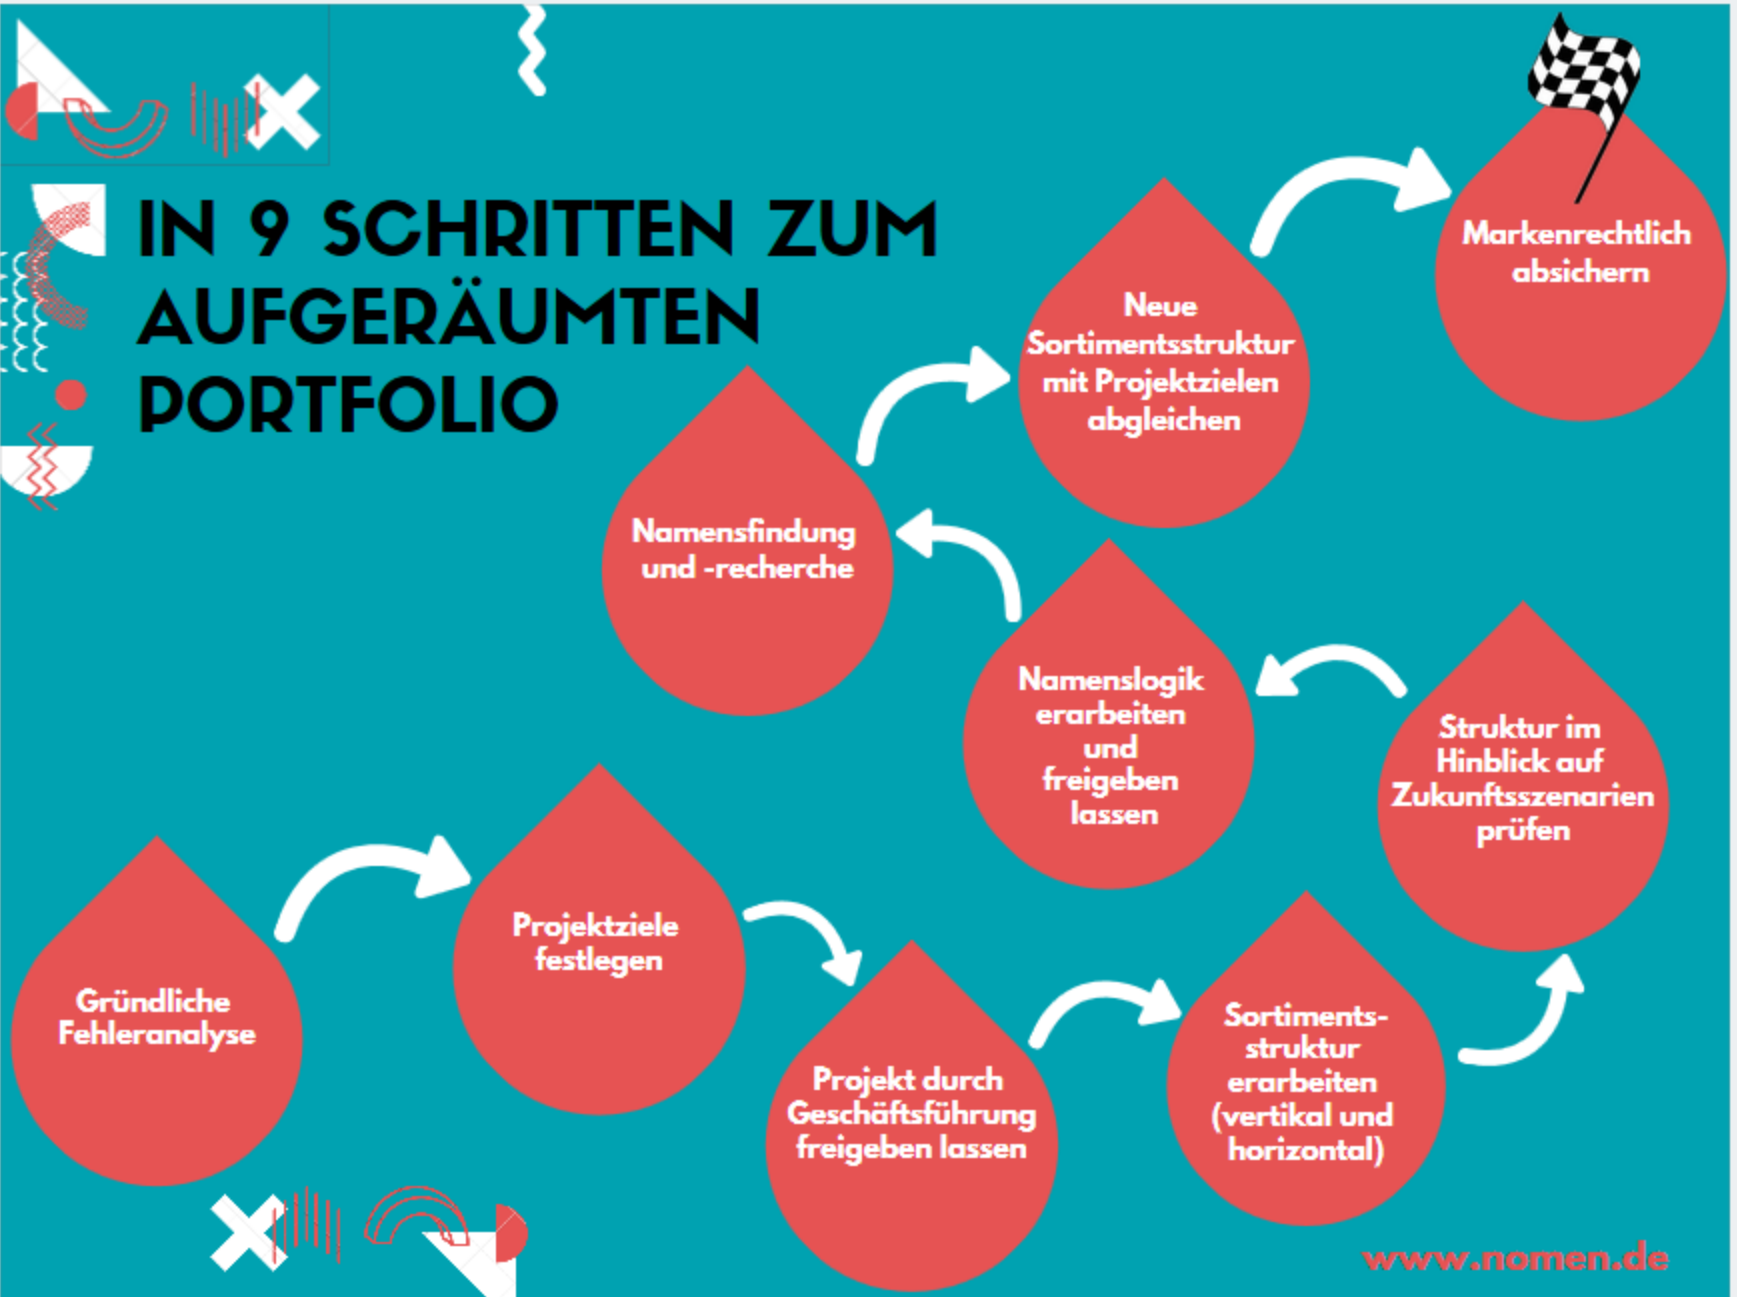 IN 9 SCHRITTEN ZUM
AUFGERÄUMTEN
PORTFOLIO
Gründliche
Fehleranalyse
Projektziele
festlegen
Projekt durch
Geschäftsführung
freigeben lassen
Sortiments-
struktur
erarbeiten
(vertikal und
horizontal)
Struktur im
Hinblick auf
Zukunftsszenarien
prüfen
Namenslogik
erarbeiten
und
freigeben
lassen
Namensfindung
und -recherche
Neue
Sortimentsstruktur
mit Projektzielen
abgleichen
Markenrechtlich
absichern
www.nomen.de